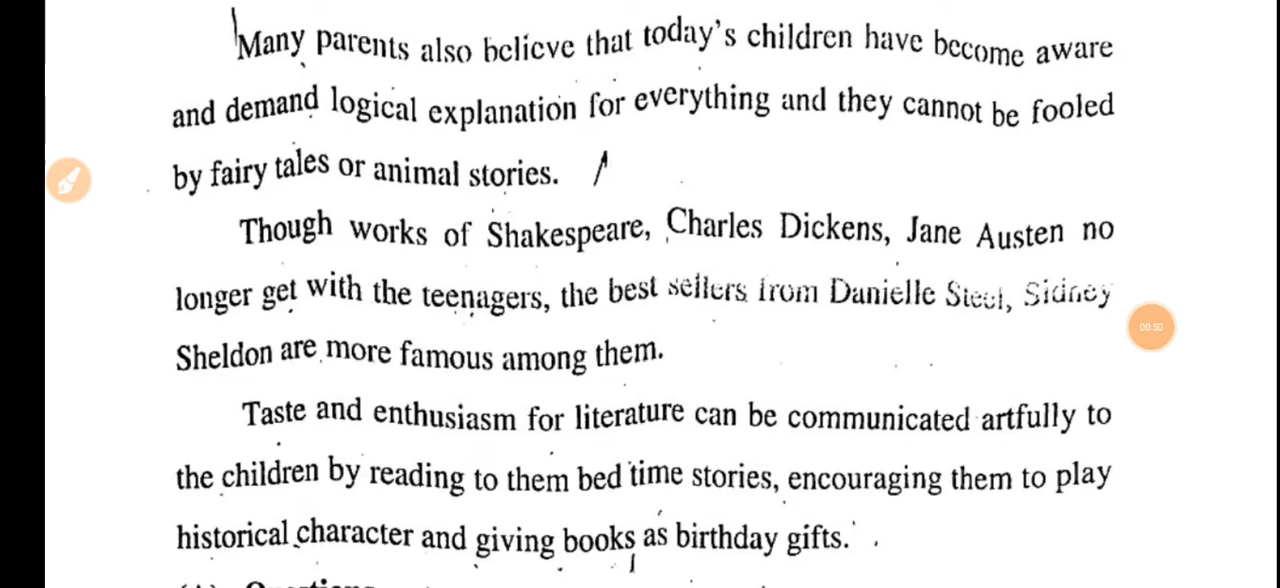 Many parents also believe that today's children have become aware
and demand logical explanation for everything and they cannot be fooled
by fairy tales or animal stories.
Though works of Shakespeare, Charles Dickens, Jane Austen no
longer get with the teenagers, the best sellers from Danielle Steel, Sidney
00:50
Sheldon are more famous among them.
Taste and enthusiasm for literature can be communicated artfully to
the children by reading to them bed time stories, encouraging them to play
historical character and giving books as birthday gifts.